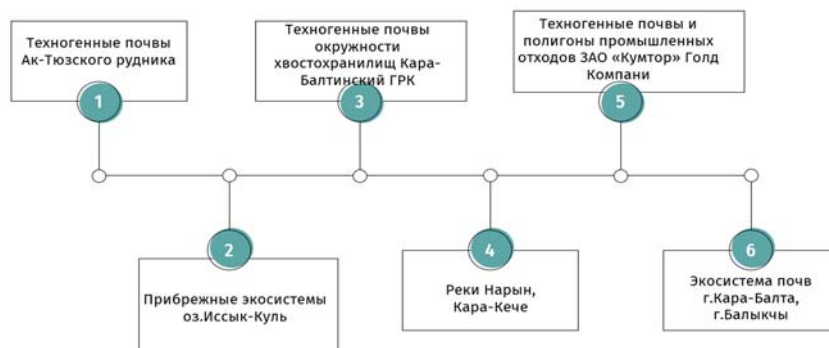 Техногенные почвы
Ак-Тюзского рудника
1
2
Прибрежные экосистемы
оз.Иссык-Куль
Техногенные почвы
окружности
хвостохранилищ Кара-
Балтинский ГРК
3
4
Реки Нарын,
Кара-Кече
Техногенные почвы и
полигоны промышленных
отходов ЗАО «Кумтор» Голд
Компани
5
6
Экосистема почв
г.Кара-Балта,
г.Балыкчы